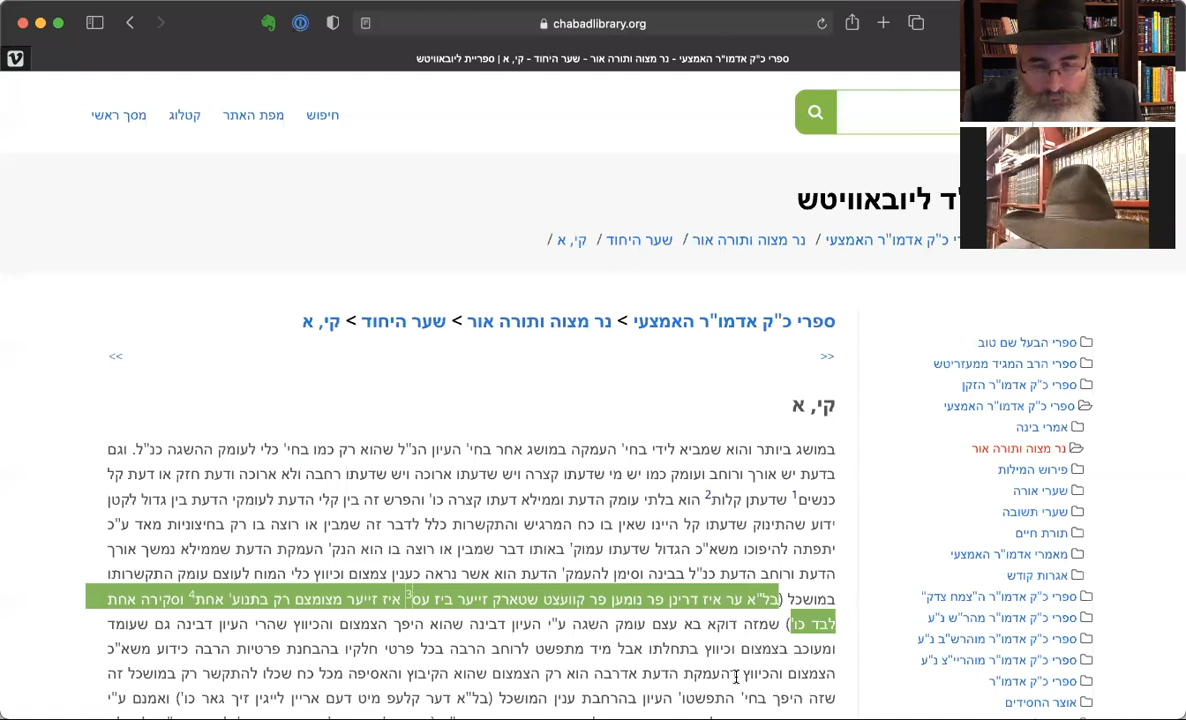 chabadlibrary.org
ספרי כ"ק אדמו"ר האמצעי - נר מצוה ותורה אור - שער היחוד - קי, א | ספריית ליובאוויטש
חיפוש מפת האתר קטלוג מסך ראשי
ד ליובאוויטש
רי כ"ק אדמו"ר האמצעי / נר מצוה ותורה אור / שער היחוד / קי, א /
ספרי כ"ק אדמו"ר האמצעי > נר מצוה ותורה אור > שער היחוד > קי, א
<< >>
קי, א
במושג ביותר והוא שמביא לידי בחי' העמקה במושג אחר בחי' העיון הנ"ל שהוא רק כמו בחי' כלי לעומק ההשגה כנ"ל. וגם
בדעת יש אורך ורוחב ועומק כמו יש מי שדעתו קצרה ויש שדעתו ארוכה ויש שדעתו רחבה ולא ארוכה ודעת חזק או דעת קל
כנשים1 שדעתן קלות2 הוא בלתי עומק הדעת וממילא דעתו קצרה כו' והפרש זה בין קלי הדעת לעומקי הדעת בין גדול לקטן
ידוע שהתינוק שדעתו קל היינו שאין בו כח המרגיש והתקשרות כלל לדבר זה שמבין או רוצה בו רק בחיצוניות מאד ע"כ
יתפתה להיפוכו משא"כ הגדול שדעתו עמוק' באותו דבר שמבין או רוצה בו הוא הנק' העמקת הדעת שממילא נמשך אורך
הדעת ורוחב הדעת כנ"ל בבינה וסימן להעמק' הדעת הוא אשר נראה כענין צמצום וכיווץ כלי המוח לעוצם עומק התקשרותו
במושכל (בל"א ער איז דרינן פר נומען פר קוועצט שטארק זייער ביז עס3 איז זייער מצומצם רק בתנוע' אחת4 וסקירה אחת
לבד כו') שמזה דוקא בא עצם עומק השגה ע"י העיון דבינה שהוא היפך הצמצום והכיווץ שהרי העיון דבינה גם שעומד
ומעוכב בצמצום וכיווץ בתחלתו אבל מיד מתפשט לרוחב הרבה בכל פרטי חלקיו בהבחנת פרטיות הרבה כידוע משא"כ
הצמצום והכיווץ דהעמקת הדעת אדרבה הוא רק הצמצום שהוא הקיבוץ והאסיפה מכל כח שכלו להתקשר רק במושכל זה
שזה היפך בחי' התפשטו' העיון בהרחבת ענין המושכל (בל"א דער קלעפ מיט דעם אריין לייגין זיך גאר כו') ואמנם ע"י
ספרי הבעל שם טוב
ספרי הרב המגיד ממעזריטש
ספרי כ"ק אדמו"ר הזקן
ספרי כ"ק אדמו"ר האמצעי
אמרי בינה
נר מצוה ותורה אור
פירוש המילות
שערי אורה
שערי תשובה
תורת חיים
מאמרי אדמו"ר האמצעי
אגרות קודש
ספרי כ"ק אדמו"ר ה"צמח צדק"
ספרי כ"ק אדמו"ר מהר"ש נ"ע
ספרי כ"ק אדמו"ר מוהרש"ב נ"ע
ספרי כ"ק אדמו"ר מוהריי"צ נ"ע
ספרי כ"ק אדמו"ר
אוצר החסידים